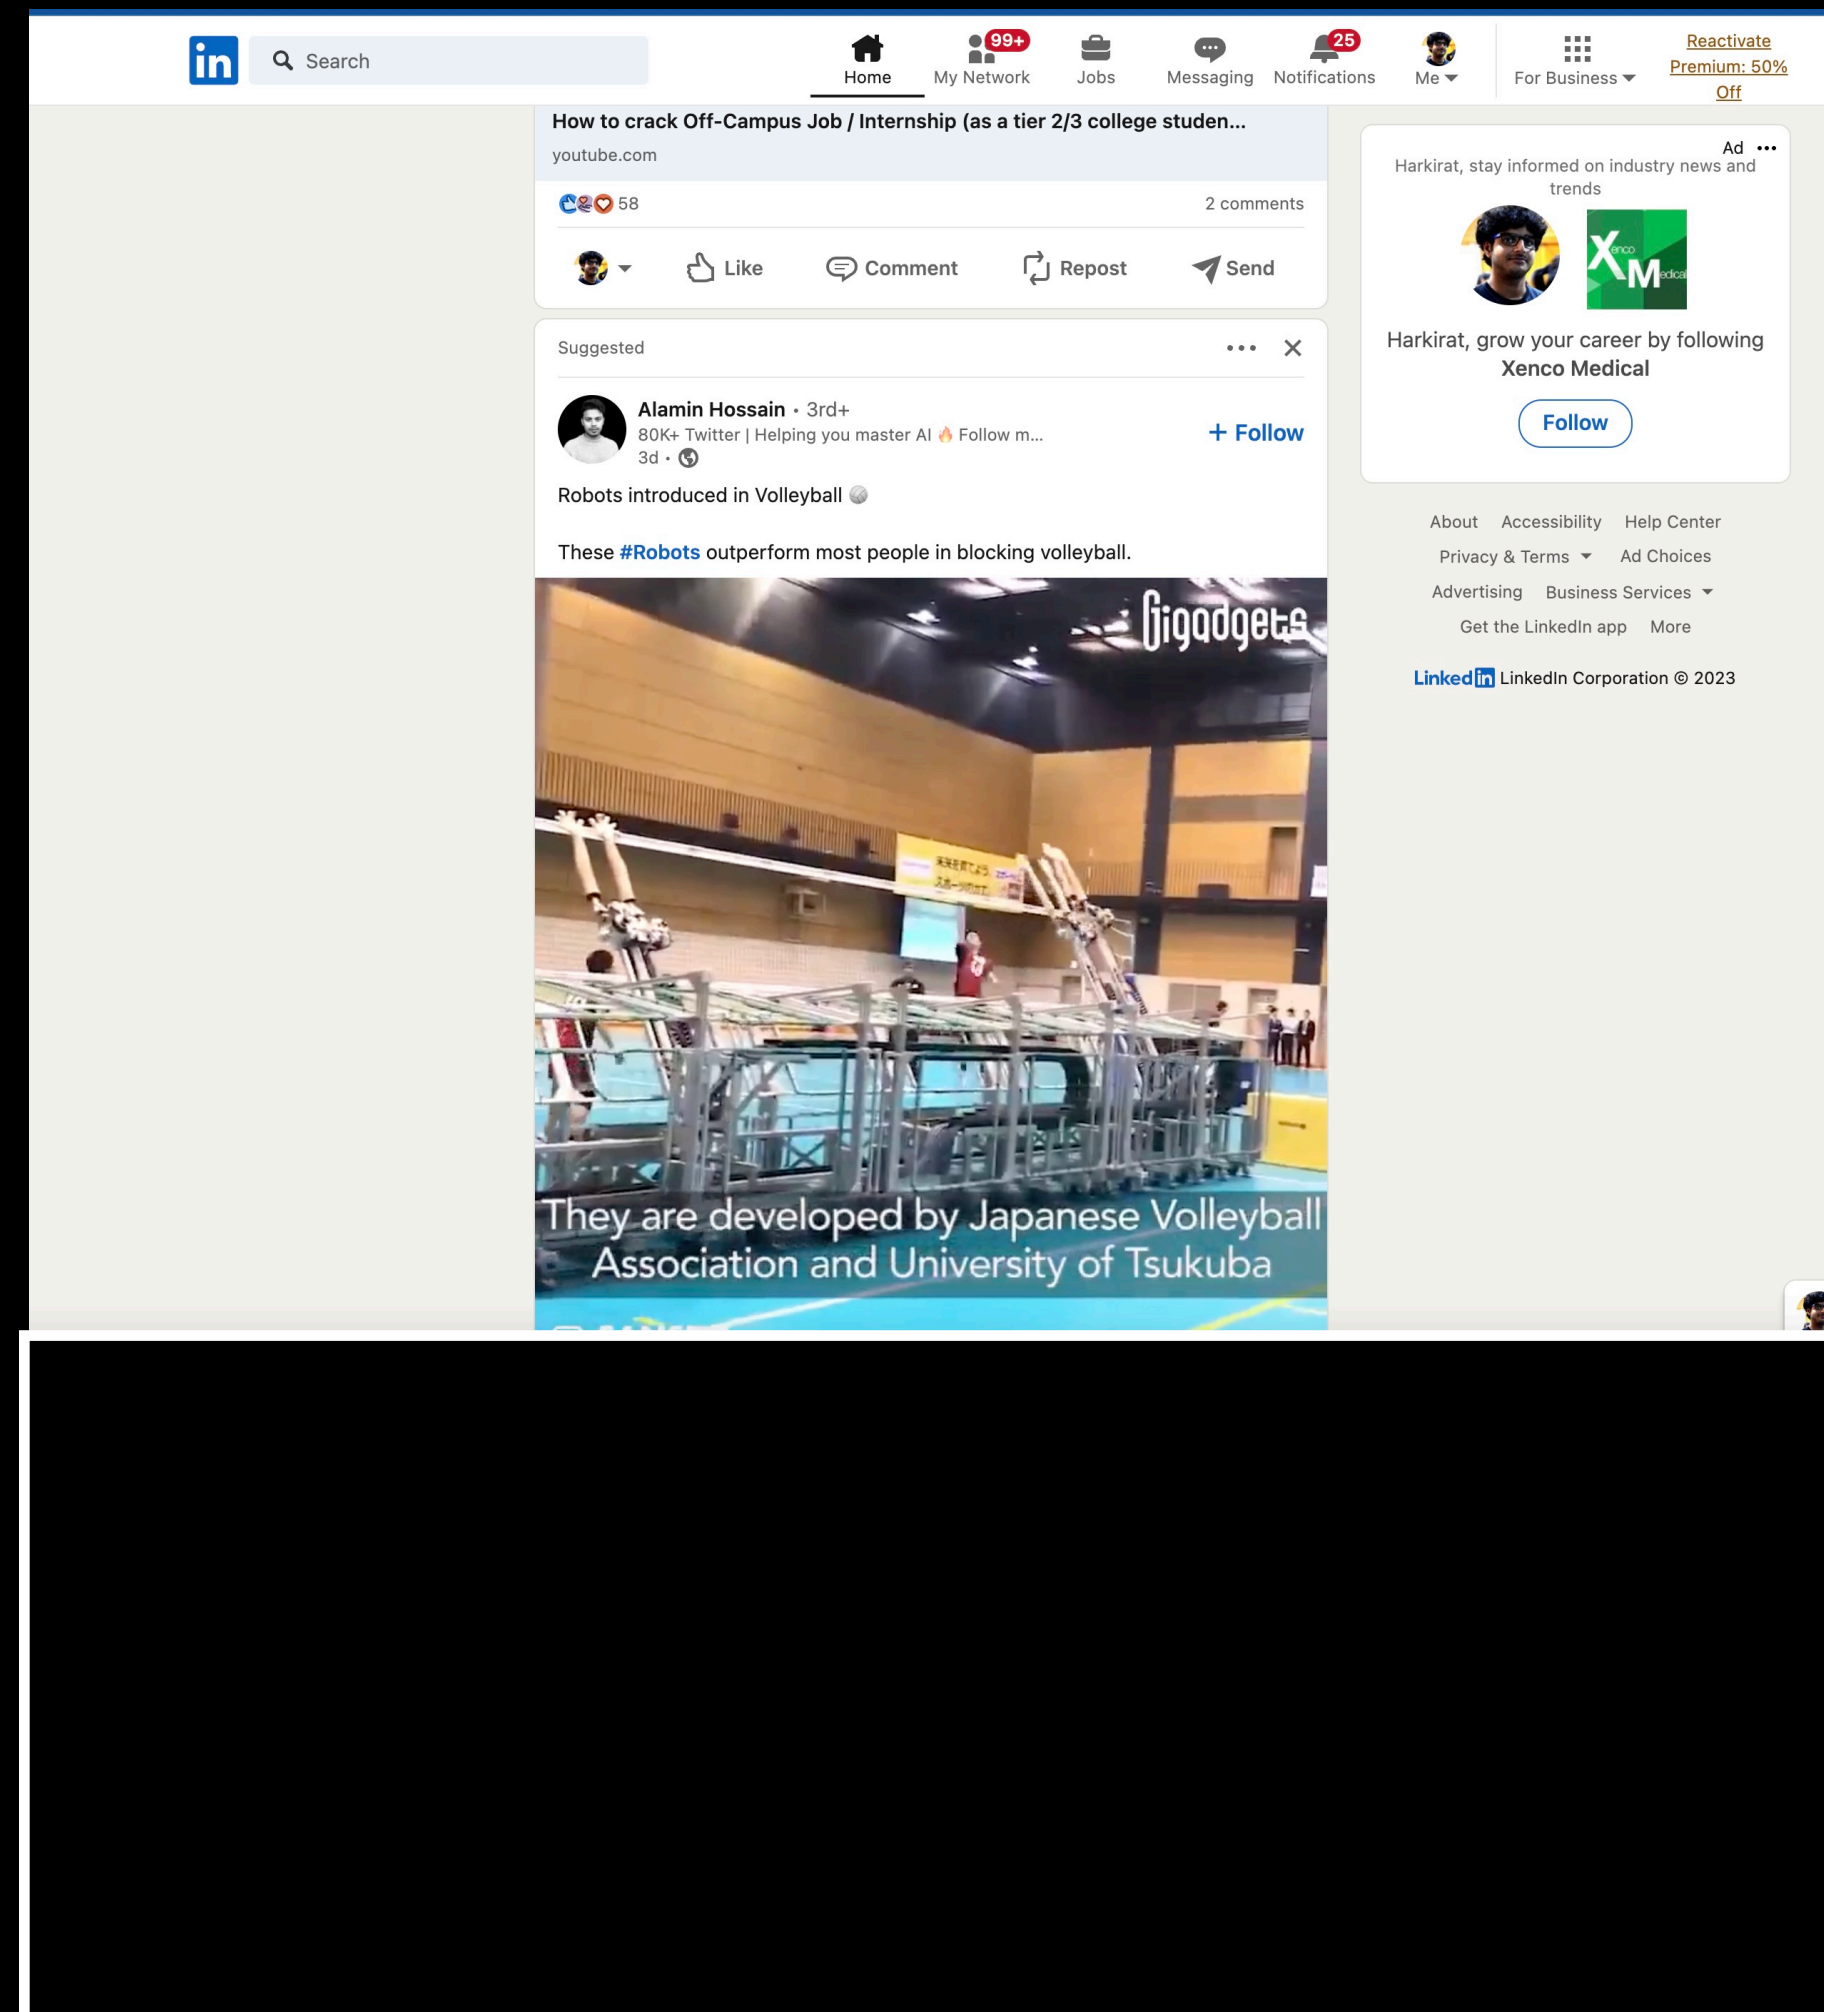 in
Search
Home
99+
My Network
Jobs
Messaging
25
Notifications
Me
For Business
Reactivate
Premium: 50%
Off
How to crack Off-Campus Job / Internship (as a tier 2/3 college studen...
youtube.com
58
2 comments
Like
Comment
Repost
Send
Suggested
Alamin Hossain • 3rd+
80K+ Twitter | Helping you master AI 🔥 Follow m...
+ Follow
3d •
Robots introduced in Volleyball 🏐
These #Robots outperform most people in blocking volleyball.
Gigadgets
They are developed by Japanese Volleyball
Association and University of Tsukuba
Ad
Harkirat, stay informed on industry news and
trends
Xenco
Medical
Harkirat, grow your career by following
Xenco Medical
Follow
About Accessibility Help Center
Privacy & Terms Ad Choices
Advertising Business Services
Get the LinkedIn app More
LinkedIn LinkedIn Corporation © 2023